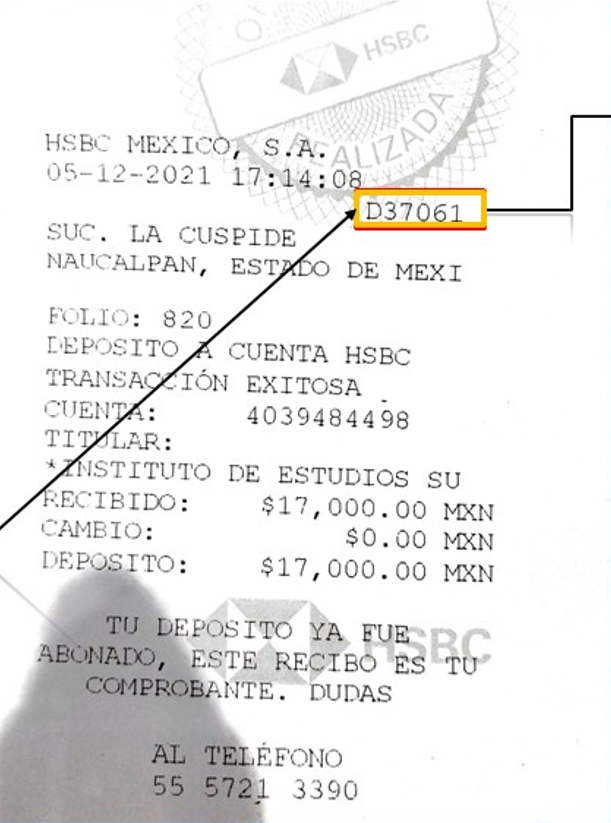 HSBC
REALIZADA
HSBC MEXICO, S.A.
05-12-2021 17:14:08
D37061
SUC. LA CUSPIDE
NAUCALPAN, ESTADO DE MEXI
FOLIO: 820
DEPOSITO A CUENTA HSBC
TRANSACCIÓN EXITOSA
CUENTA: 4039484498
TITULAR:
*INSTITUTO DE ESTUDIOS SU
RECIBIDO: $17,000.00 MXN
CAMBIO: $0.00 MXN
DEPOSITO: $17,000.00 MXN
HSBC
TU DEPOSITO YA FUE
ABONADO, ESTE RECIBO ES TU
COMPROBANTE. DUDAS
AL TELÉFONO
55 5721 3390